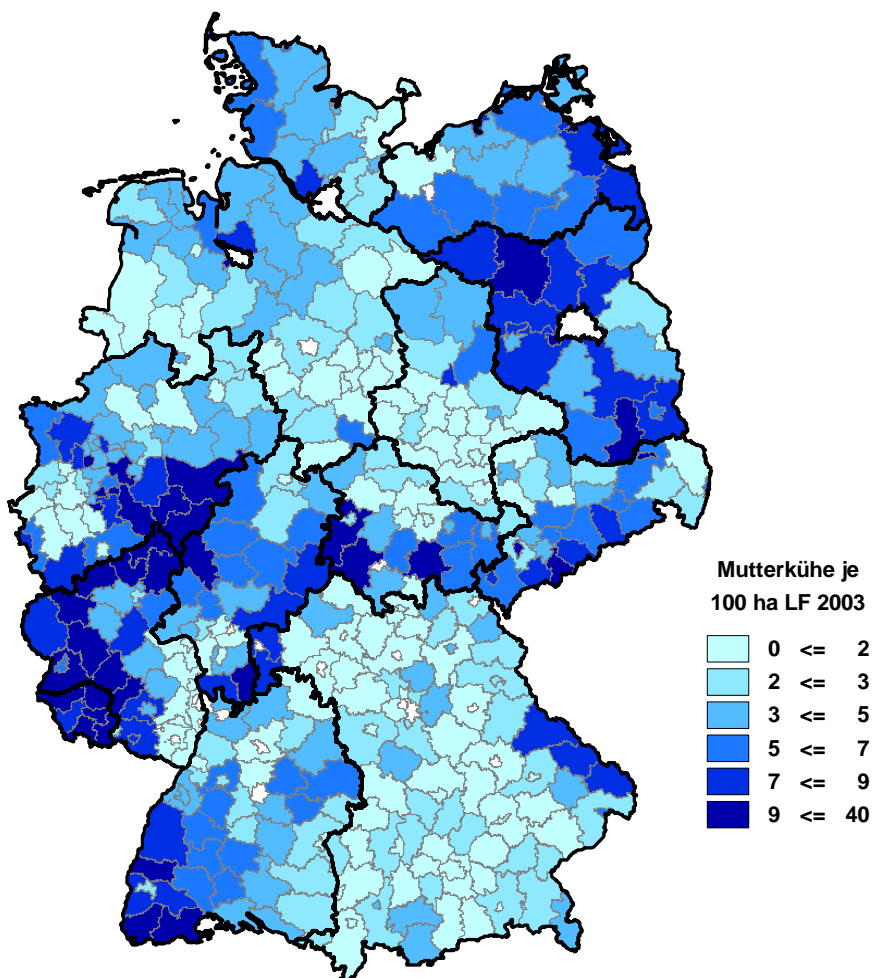 Mutterkühe je
100 ha LF 2003
0 <= 2
2 <= 3
3 <= 5
5 <= 7
7 <= 9
9 <= 40